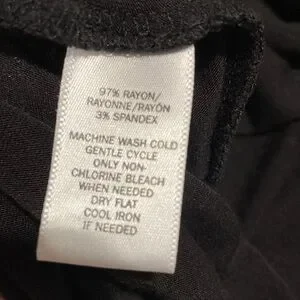 97% RAYON/
RAYONNE/RAYÓN
3% SPANDEX
MACHINE WASH COLD
GENTLE CYCLE
ONLY NON-
CHLORINE BLEACH
WHEN NEEDED
DRY FLAT
COOL IRON
IF NEEDED